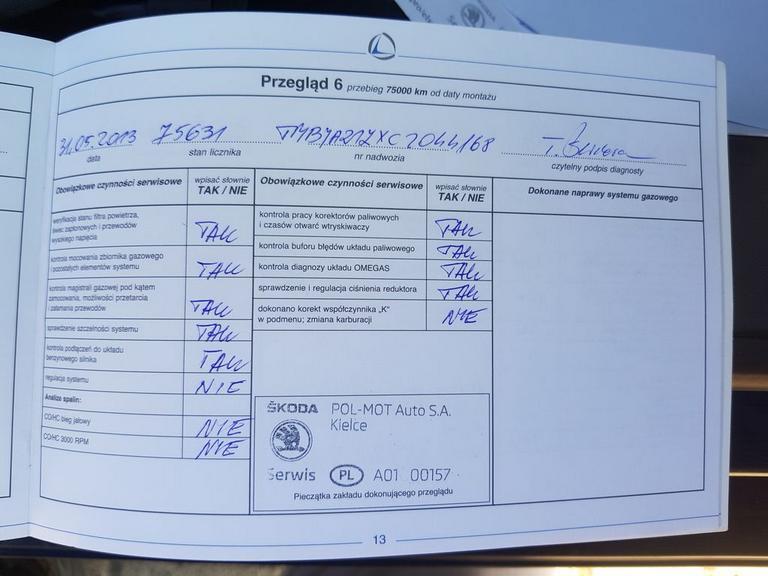 Przegląd 6 przebieg 75000 km od daty montażu
31.05.2013 75631
data stan licznika nr nadwozia czytelny podpis diagnosty
Obowiązkowe czynności serwisowe wpisać słownie TAK / NIE
weryfikacja stanu filtra powietrza,
świec zapłonowych i przewodów
wysokiego napięcia TAK
kontrola mocowania zbiornika gazowego
i pozostałych elementów systemu TAK
kontrola magistrali gazowej pod kątem
zamocowania, możliwości przetarcia
i załamania przewodów TAK
sprawdzenie szczelności systemu TAK
kontrola podłączeń do układu
benzynowego silnika TAK
regulacja systemu NIE
Analiza spalin:
CO/HC bieg jałowy NIE
CO/HC 3000 RPM NIE
Obowiązkowe czynności serwisowe wpisać słownie TAK / NIE
kontrola pracy korektorów paliwowych
i czasów otwarć wtryskiwaczy TAK
kontrola buforu błędów układu paliwowego TAK
kontrola diagnozy układu OMEGAS TAK
sprawdzenie i regulacja ciśnienia reduktora TAK
dokonano korekt współczynnika „K"
w podmenu; zmiana karburacji NIE
Dokonane naprawy systemu gazowego
ŠKODA POL-MOT Auto S.A.
Kielce
Serwis PL A01 00157
Pieczątka zakładu dokonującego przeglądu
13